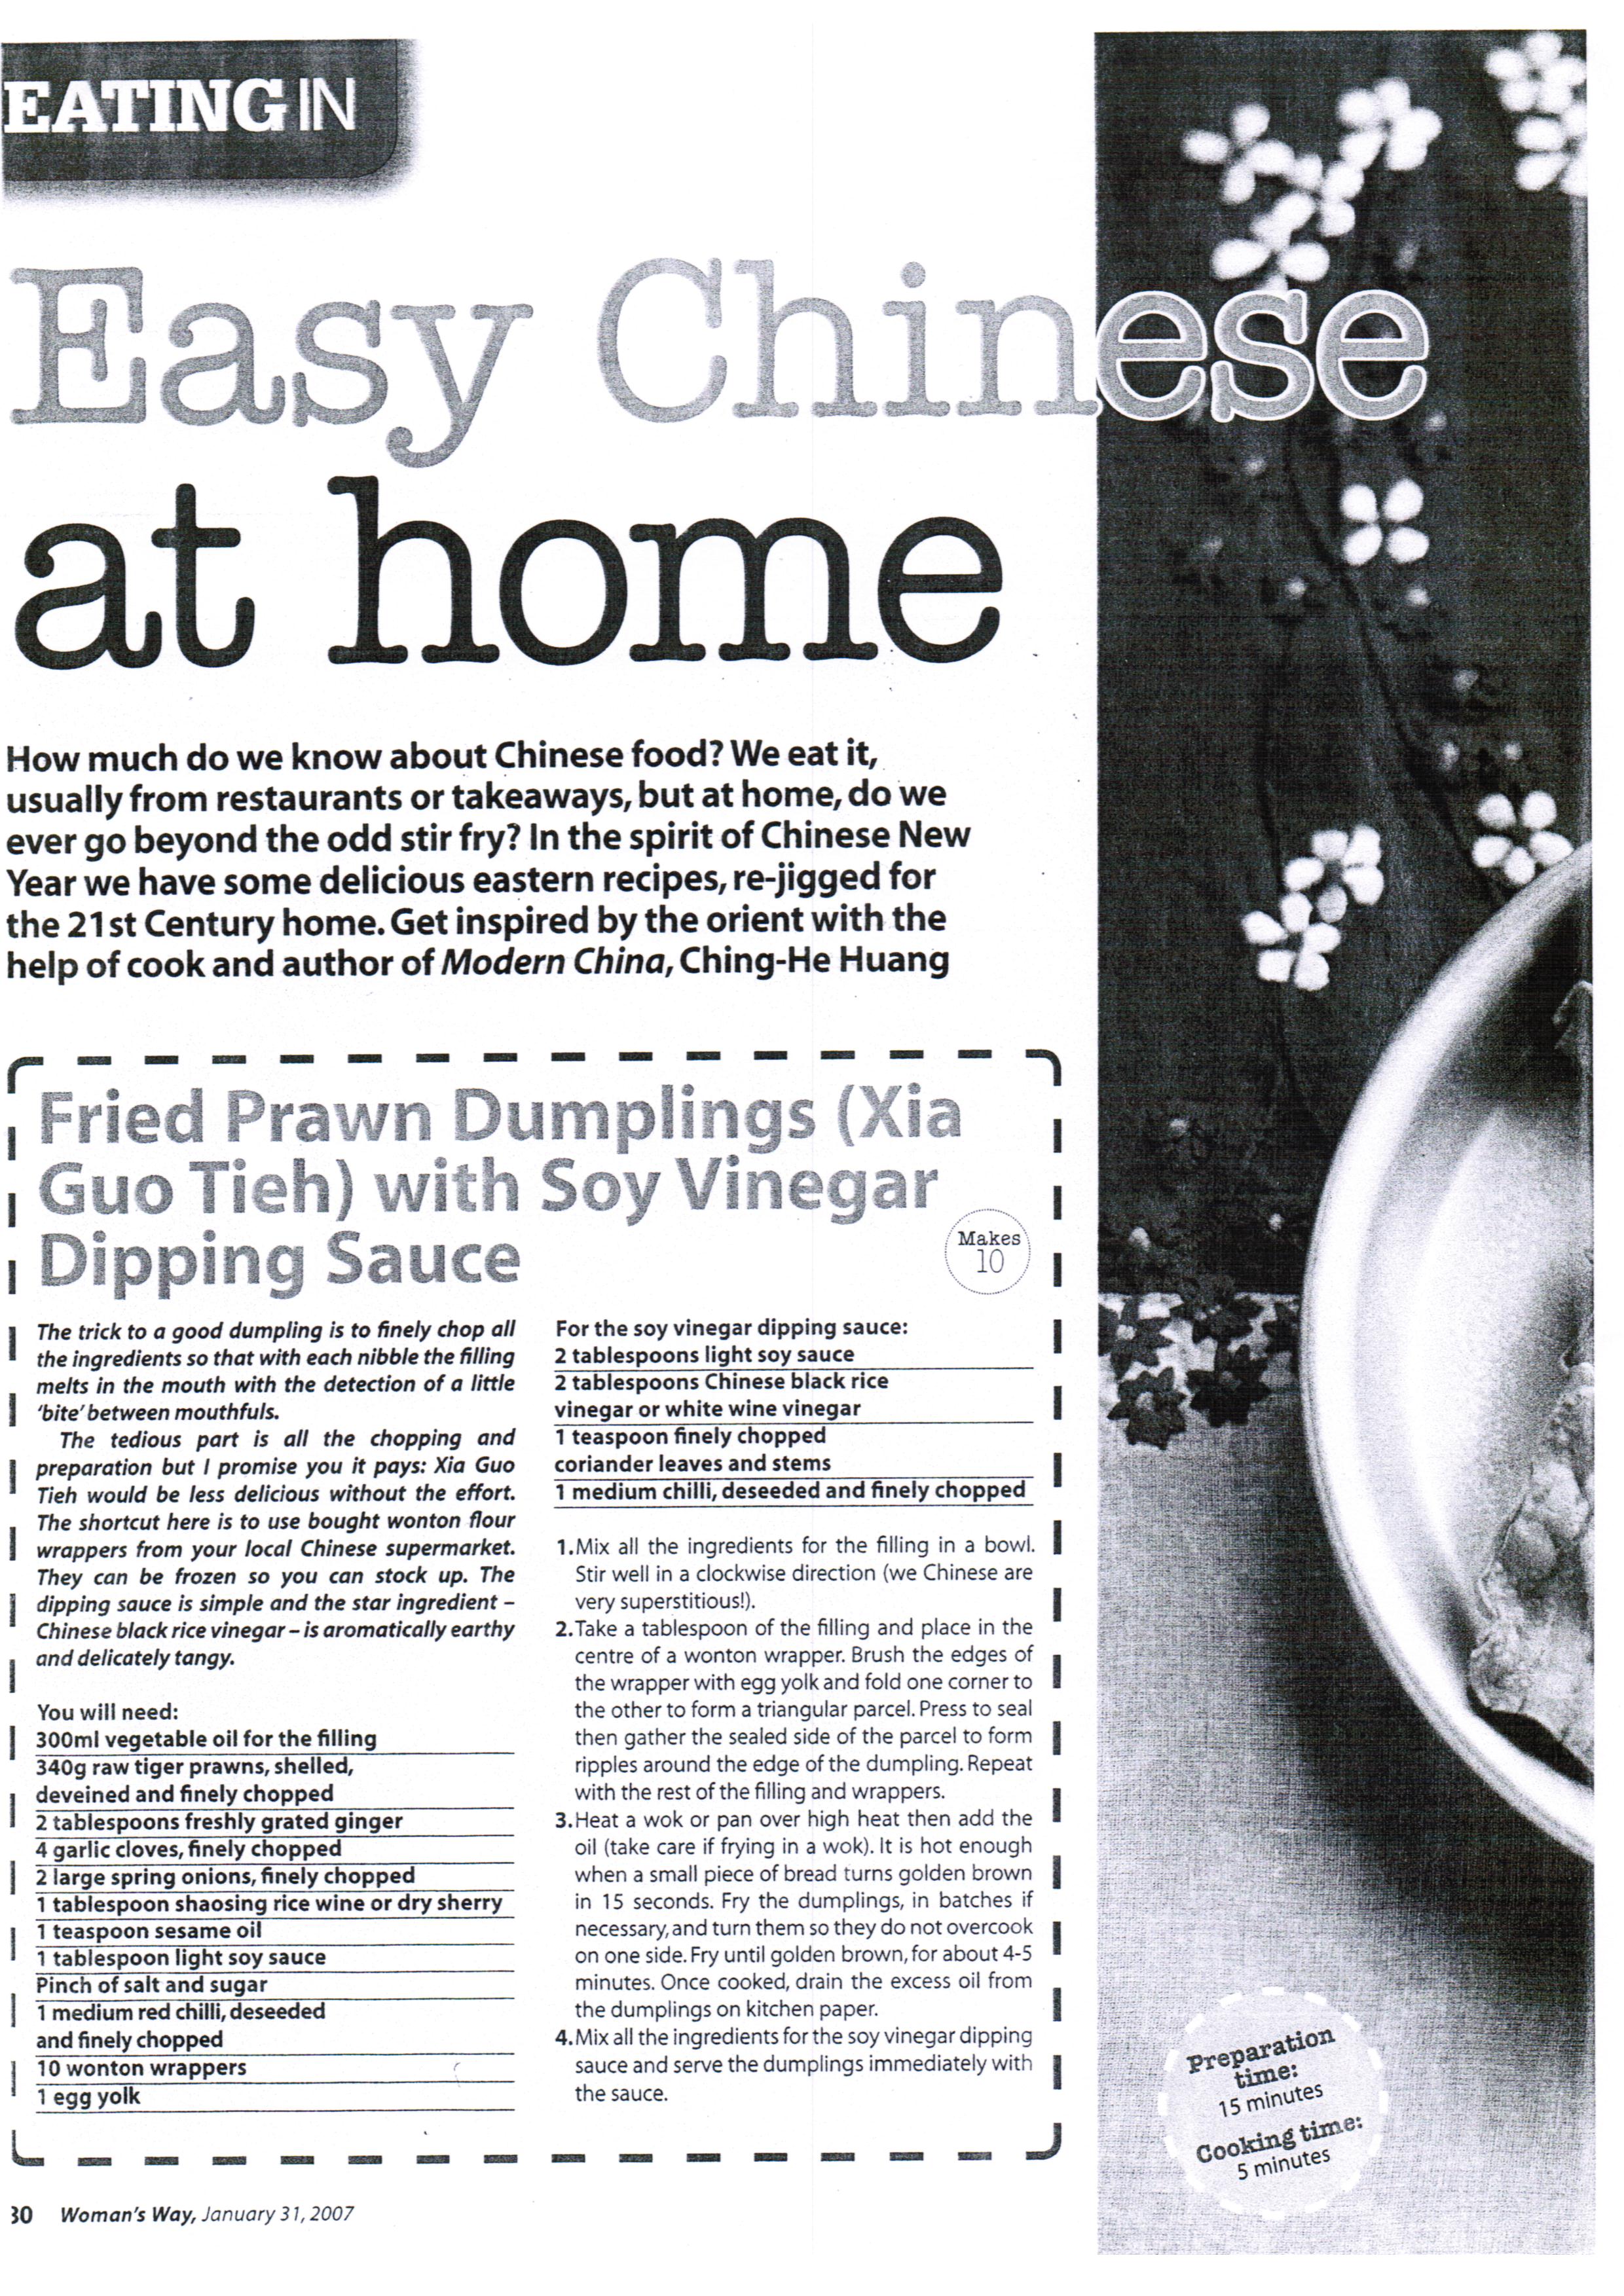 EATING IN
Easy Chinese
at home
How much do we know about Chinese food? We eat it,
usually from restaurants or takeaways, but at home, do we
ever go beyond the odd stir fry? In the spirit of Chinese New
Year we have some delicious eastern recipes, re-jigged for
the 21st Century home. Get inspired by the orient with the
help of cook and author of Modern China, Ching-He Huang
Fried Prawn Dumplings (Xia
Guo Tieh) with Soy Vinegar
Dipping Sauce
Makes
10
The trick to a good dumpling is to finely chop all
the ingredients so that with each nibble the filling
melts in the mouth with the detection of a little
'bite' between mouthfuls.
The tedious part is all the chopping and
preparation but I promise you it pays: Xia Guo
Tieh would be less delicious without the effort.
The shortcut here is to use bought wonton flour
wrappers from your local Chinese supermarket.
They can be frozen so you can stock up. The
dipping sauce is simple and the star ingredient –
Chinese black rice vinegar – is aromatically earthy
and delicately tangy.
You will need:
300ml vegetable oil for the filling
340g raw tiger prawns, shelled,
deveined and finely chopped
2 tablespoons freshly grated ginger
4 garlic cloves, finely chopped
2 large spring onions, finely chopped
1 tablespoon shaosing rice wine or dry sherry
1 teaspoon sesame oil
1 tablespoon light soy sauce
Pinch of salt and sugar
1 medium red chilli, deseeded
and finely chopped
10 wonton wrappers
1 egg yolk
For the soy vinegar dipping sauce:
2 tablespoons light soy sauce
2 tablespoons Chinese black rice
vinegar or white wine vinegar
1 teaspoon finely chopped
coriander leaves and stems
1 medium chilli, deseeded and finely chopped
1. Mix all the ingredients for the filling in a bowl.
Stir well in a clockwise direction (we Chinese are
very superstitious!).
2. Take a tablespoon of the filling and place in the
centre of a wonton wrapper. Brush the edges of
the wrapper with egg yolk and fold one corner to
the other to form a triangular parcel. Press to seal
then gather the sealed side of the parcel to form
ripples around the edge of the dumpling. Repeat
with the rest of the filling and wrappers.
3. Heat a wok or pan over high heat then add the
oil (take care if frying in a wok). It is hot enough
when a small piece of bread turns golden brown
in 15 seconds. Fry the dumplings, in batches if
necessary, and turn them so they do not overcook
on one side. Fry until golden brown, for about 4-5
minutes. Once cooked, drain the excess oil from
the dumplings on kitchen paper.
4. Mix all the ingredients for the soy vinegar dipping
sauce and serve the dumplings immediately with
the sauce.
Preparation
time:
15 minutes
Cooking time:
5 minutes
30 Woman's Way, January 31, 2007